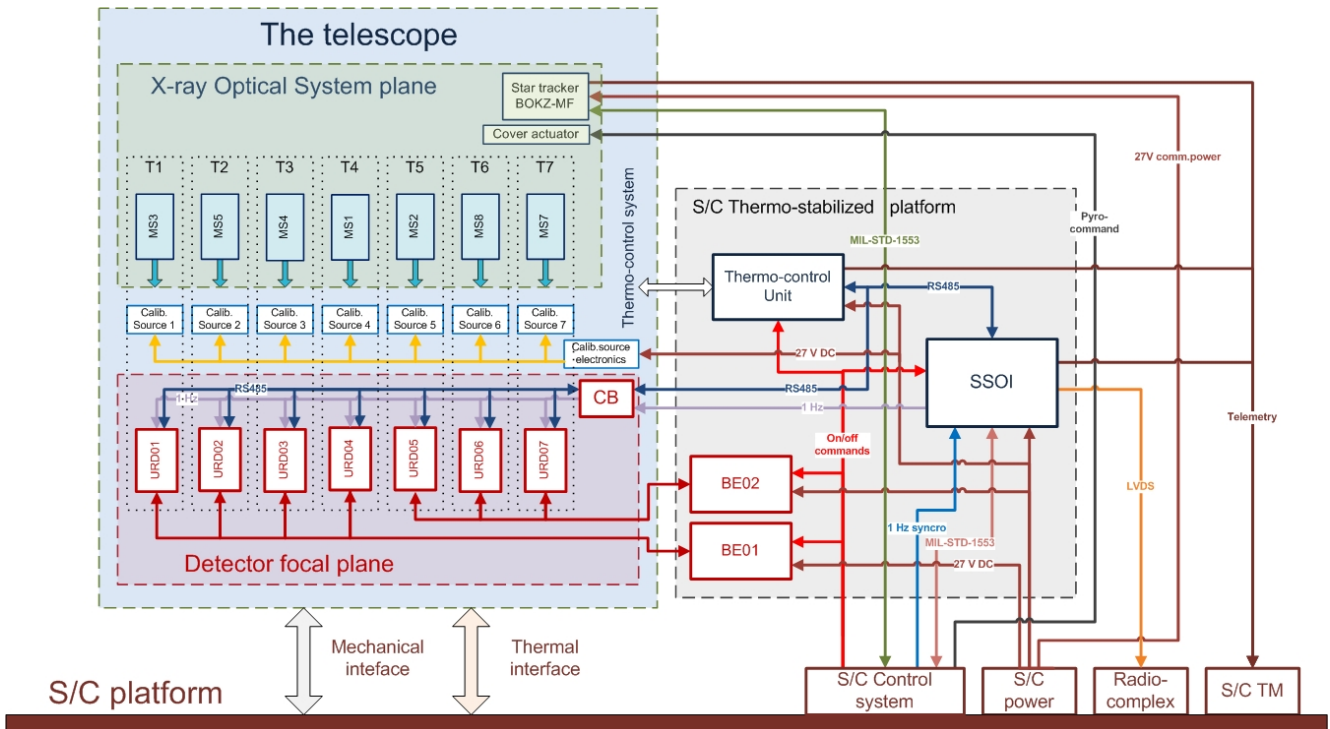 The telescope
X-ray Optical System plane
Star tracker
BOKZ-MF
Cover actuator
T1
T2
T3
T4
T5
T6
T7
MS3
MS5
MS4
MS1
MS2
MS8
MS7
Thermo-control system
27V comm.power
S/C Thermo-stabilized platform
Pyro-
command
MIL-STD-1553
Thermo-control
Unit
RS485
Calib.
Source 1
Calib.
Source 2
Calib.
Source 3
Calib.
Source 4
Calib.
Source 5
Calib.
Source 6
Calib.
Source 7
Calib.source
electronics
27 V DC
SSOI
RS485
1-Hz
CB
RS485
1 Hz
Telemetry
URD01
URD02
URD03
URD04
URD05
URD06
URD07
On/off
commands
BE02
LVDS
1 Hz syncro
MIL-STD-1553
BE01
27 V DC
Detector focal plane
Mechanical
inteface
Thermal
interface
S/C platform
S/C Control
system
S/C
power
Radio-
complex
S/C TM